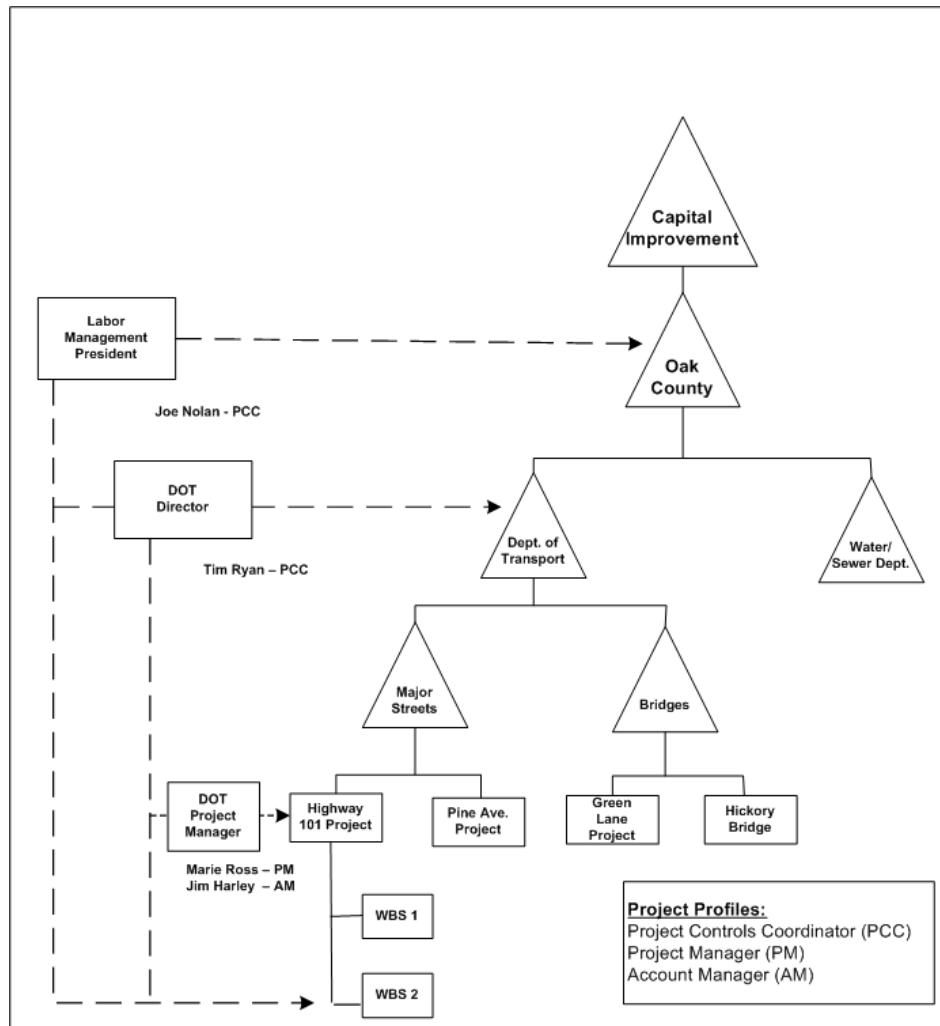 Capital
Improvement
Labor
Management
President
Oak
County
Joe Nolan - PCC
DOT
Director
Dept. of
Transport
Water/
Sewer Dept.
Tim Ryan – PCC
Major
Streets
Bridges
DOT
Project
Manager
Highway
101 Project
Pine Ave.
Project
Green
Lane
Project
Hickory
Bridge
Marie Ross – PM
Jim Harley – AM
WBS 1
WBS 2
Project Profiles:
Project Controls Coordinator (PCC)
Project Manager (PM)
Account Manager (AM)